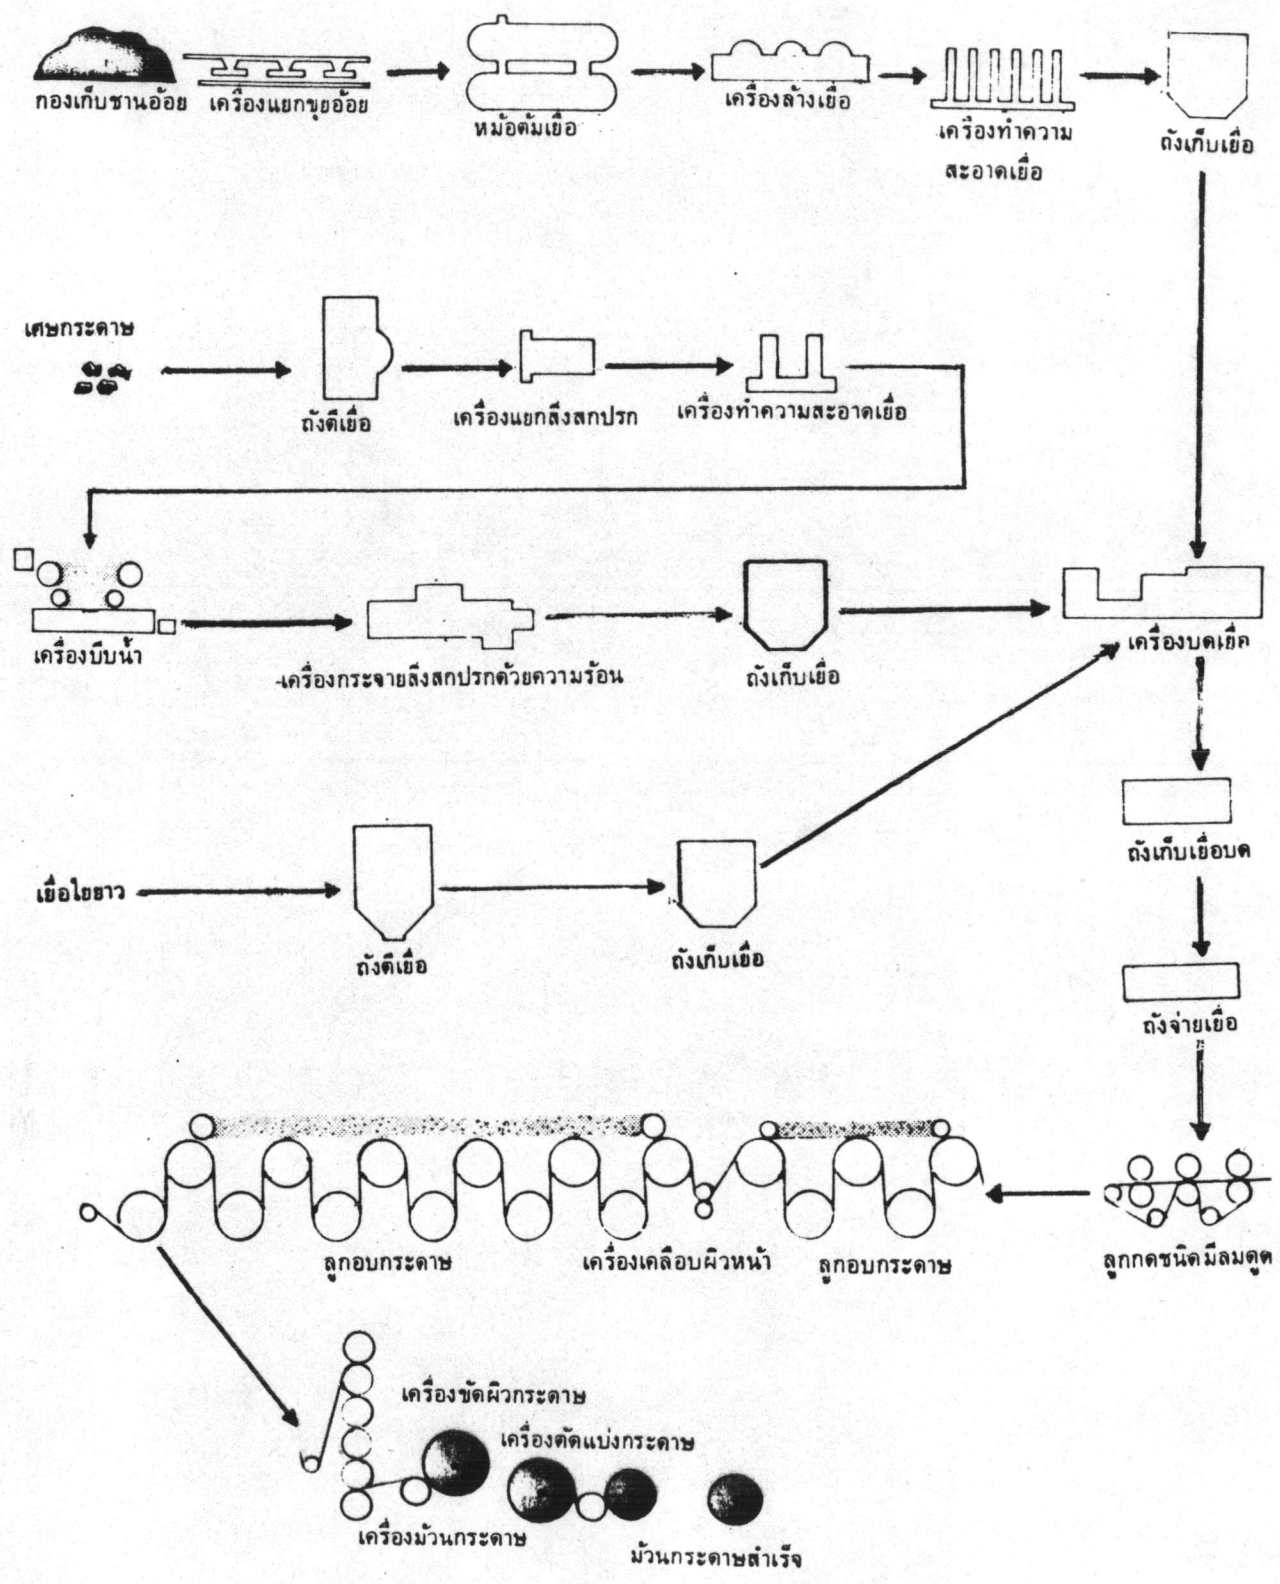 กองเก็บชานอ้อย
เครื่องแยกขุยอ้อย
หม้อต้มเยื่อ
เครื่องล้างเยื่อ
เครื่องทำความ
สะอาดเยื่อ
ถังเก็บเยื่อ
เศษกระดาษ
ถังตีเยื่อ
เครื่องแยกสิ่งสกปรก
เครื่องทำความสะอาดเยื่อ
เครื่องบีบน้ำ
เครื่องกระจายสิ่งสกปรกด้วยความร้อน
ถังเก็บเยื่อ
เครื่องบดเยื่อ
ถังเก็บเยื่อบด
เยื่อใยยาว
ถังตีเยื่อ
ถังเก็บเยื่อ
ถังจ่ายเยื่อ
ลูกอบกระดาษ
เครื่องเคลือบผิวหน้า
ลูกอบกระดาษ
ลูกกดชนิดมีลมดูด
เครื่องขัดผิวกระดาษ
เครื่องตัดแบ่งกระดาษ
เครื่องม้วนกระดาษ
ม้วนกระดาษสำเร็จ